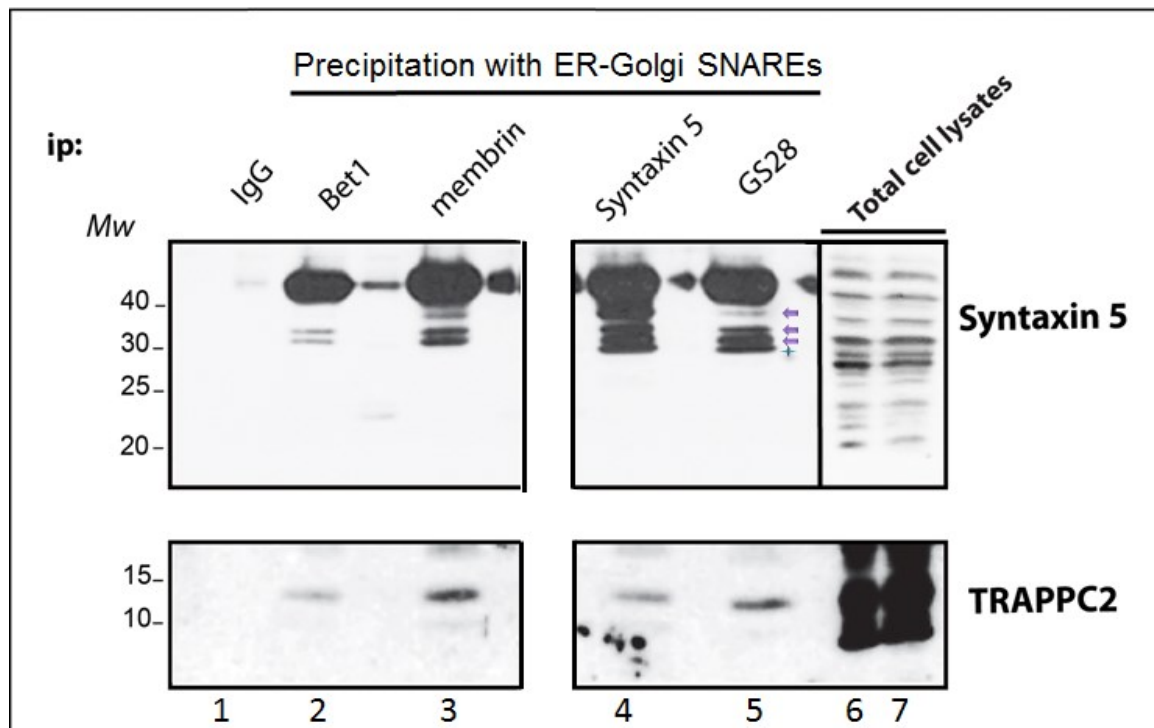 Precipitation with ER-Golgi SNAREs
ip:
IgG
Bet1
membrin
Syntaxin 5
GS28
Total cell lysates
Mw
40
30
25
20
Syntaxin 5
15
10
TRAPPC2
1 2 3 4 5 6 7